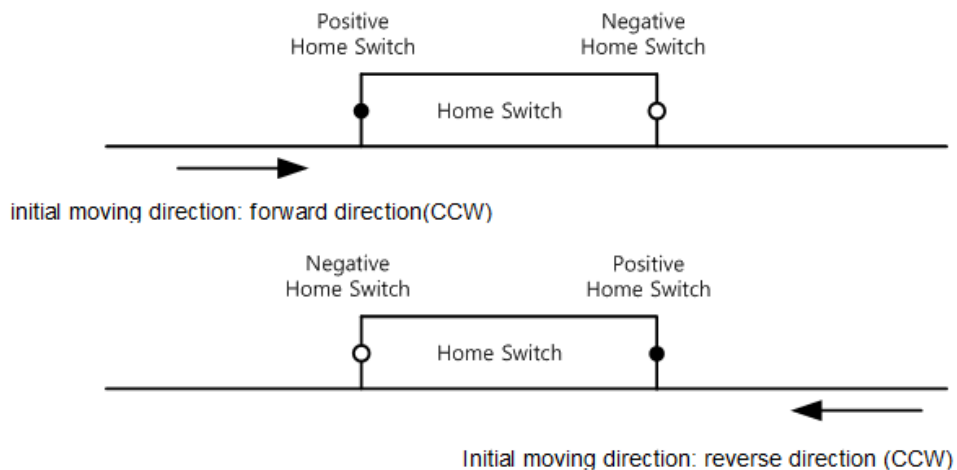 Positive
Home Switch
Negative
Home Switch
Home Switch
initial moving direction: forward direction(CCW)
Negative
Home Switch
Positive
Home Switch
Home Switch
Initial moving direction: reverse direction (CCW)